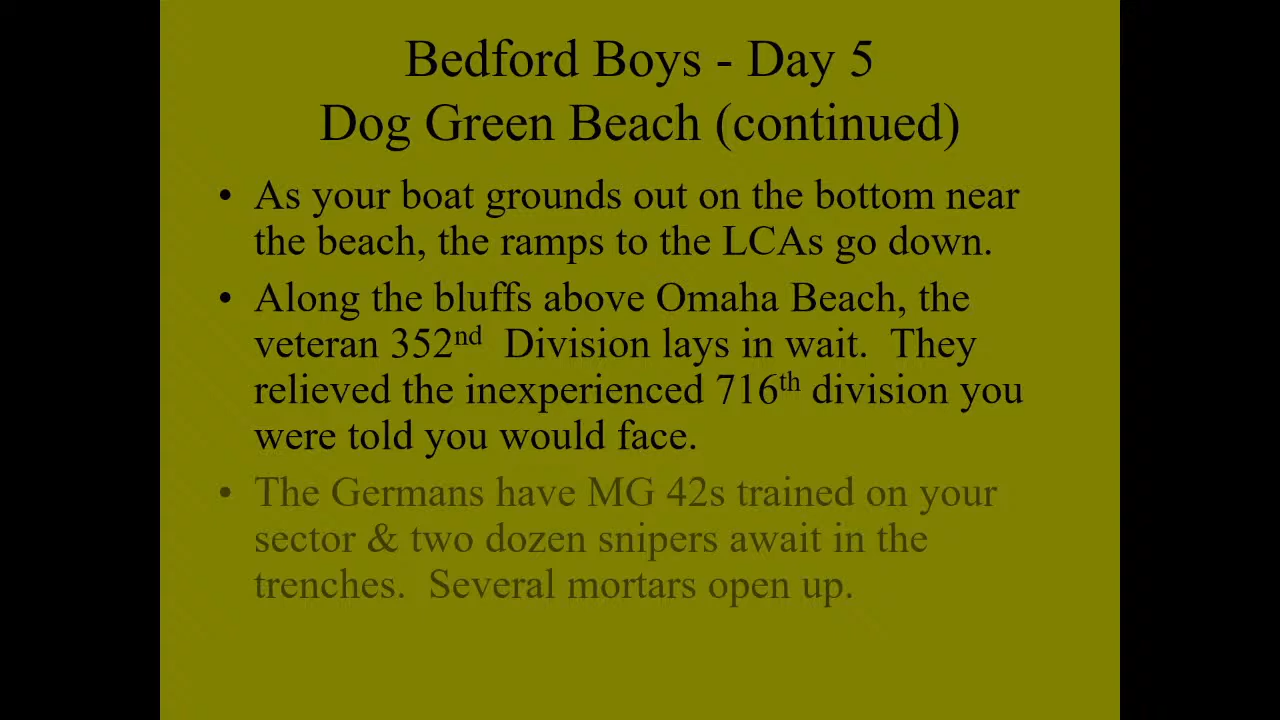 Bedford Boys - Day 5
Dog Green Beach (continued)
• As your boat grounds out on the bottom near
the beach, the ramps to the LCAs go down.
• Along the bluffs above Omaha Beach, the
veteran 352nd Division lays in wait. They
relieved the inexperienced 716th division you
were told you would face.
• The Germans have MG 42s trained on your
sector & two dozen snipers await in the
trenches. Several mortars open up.